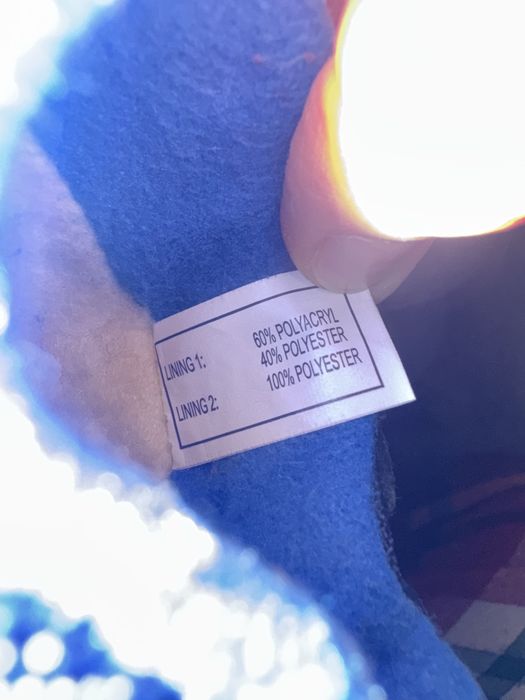 LINING 1: 60% POLYACRYL
40% POLYESTER
LINING 2: 100% POLYESTER